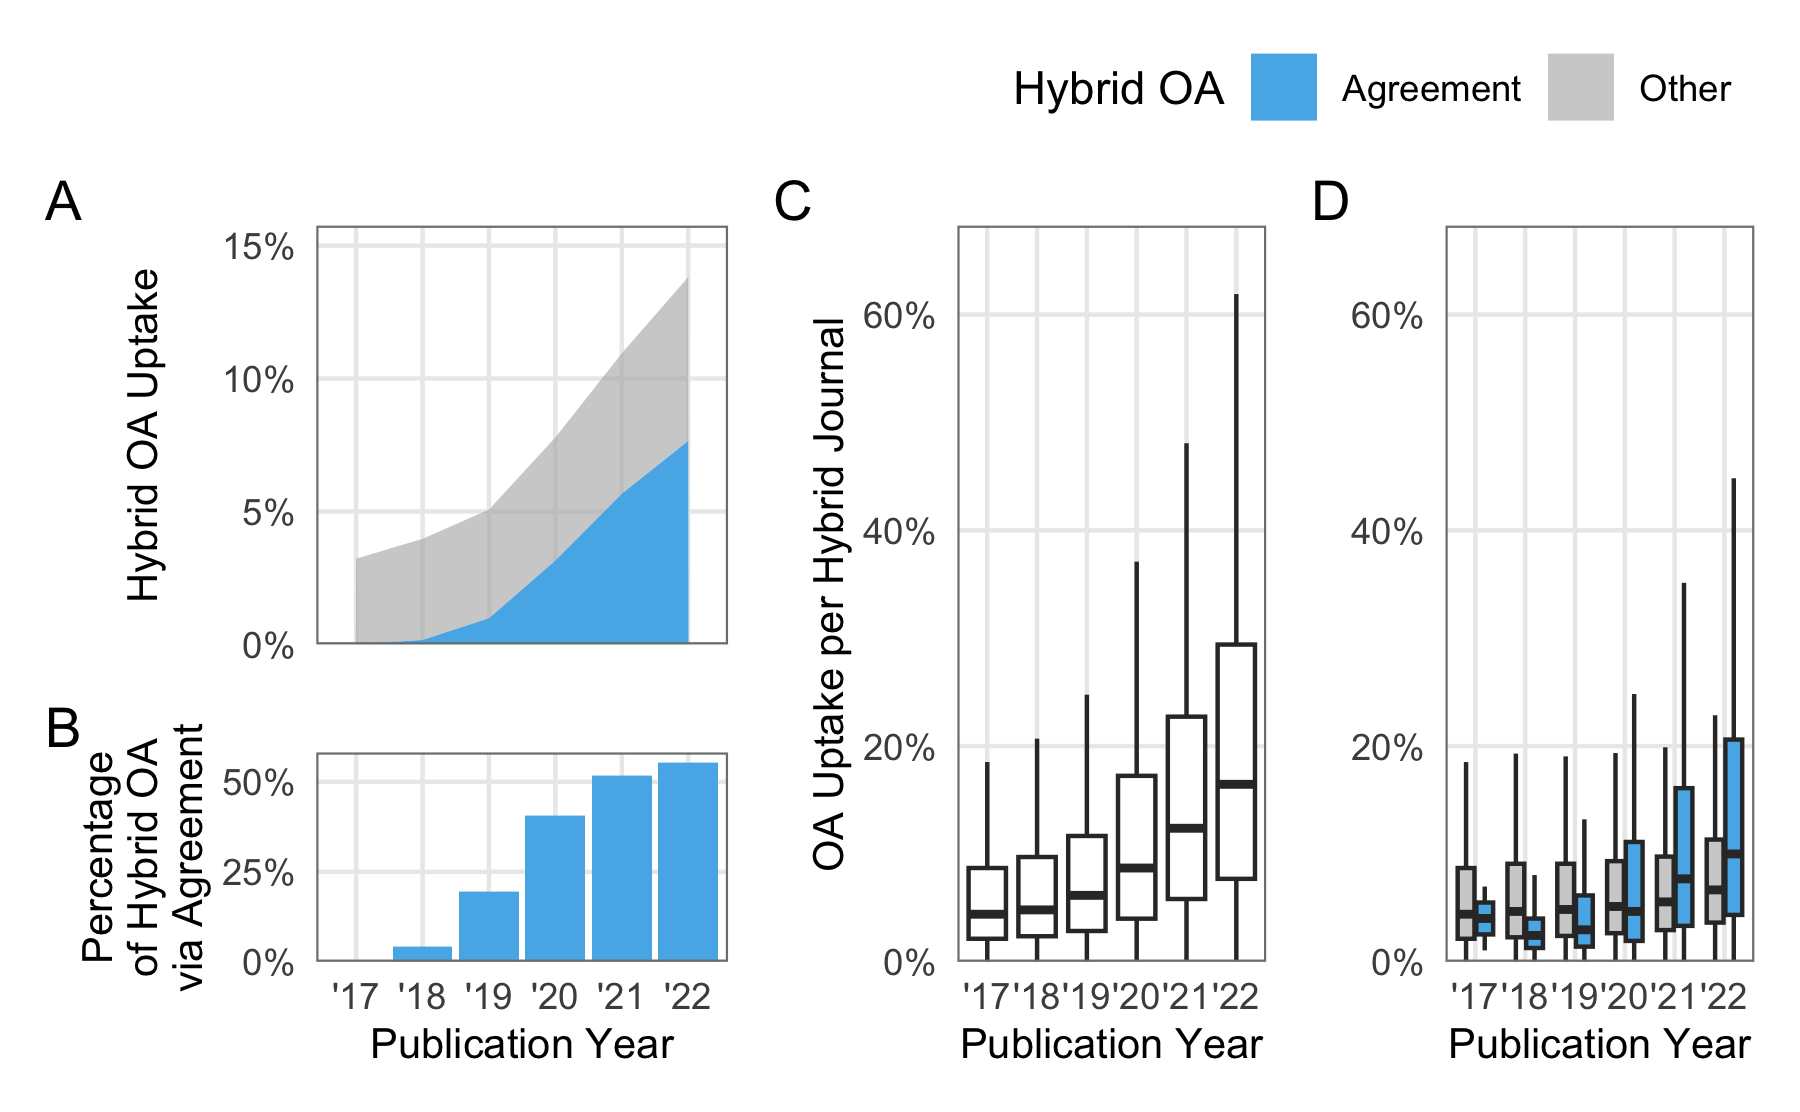 Hybrid OA Agreement Other
A
Hybrid OA Uptake
15%
10%
5%
0%
B
Percentage
of Hybrid OA
via Agreement
50%
25%
0%
'17 '18 '19 '20 '21 '22
Publication Year
C
OA Uptake per Hybrid Journal
60%
40%
20%
0%
'17 '18 '19 '20 '21 '22
Publication Year
D
60%
40%
20%
0%
'17 '18 '19 '20 '21 '22
Publication Year